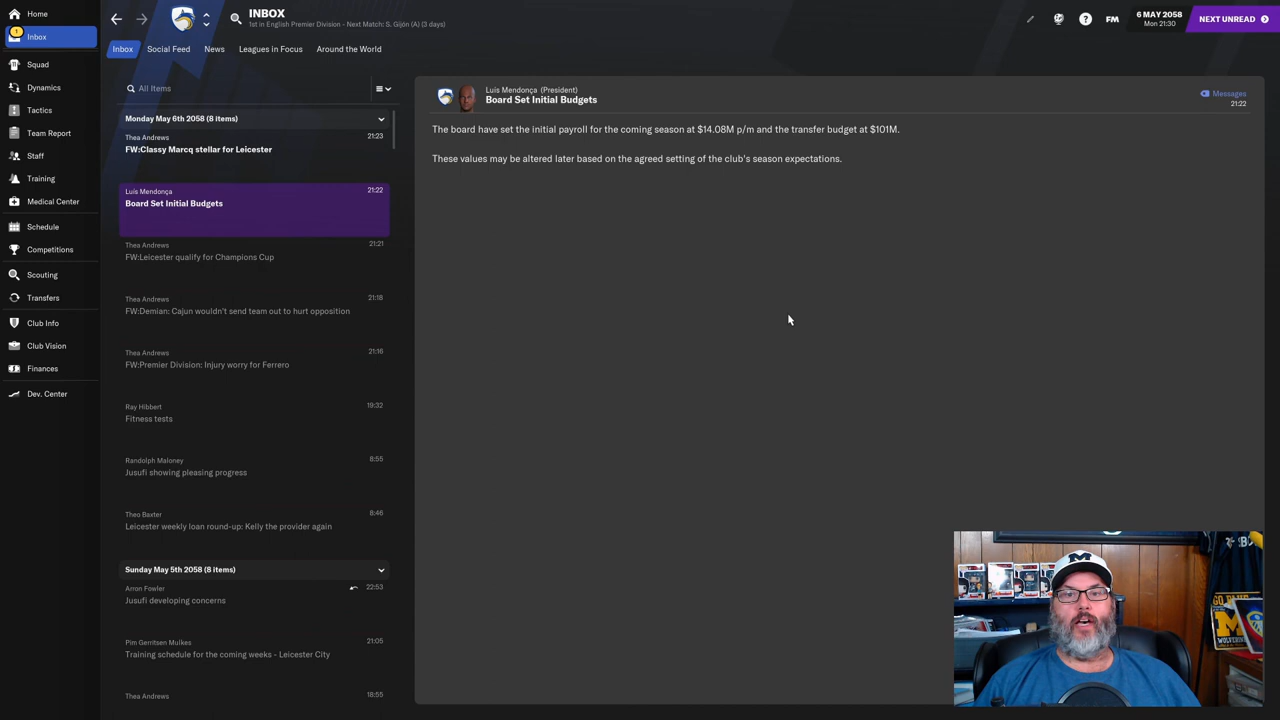 Home
Inbox
1
Squad
Dynamics
Tactics
Team Report
Staff
Training
Medical Center
Schedule
Competitions
Scouting
Transfers
Club Info
Club Vision
Finances
Dev. Center
INBOX
1st in English Premier Division - Next Match: S. Gijón (A) (3 days)
FM
6 MAY 2058
Mon 21:30
NEXT UNREAD
Inbox
Social Feed
News
Leagues in Focus
Around the World
All Items
Monday May 6th 2058 (8 items)
Thea Andrews
21:23
FW:Classy Marcq stellar for Leicester
Luís Mendonça
21:22
Board Set Initial Budgets
Thea Andrews
21:21
FW:Leicester qualify for Champions Cup
Thea Andrews
21:18
FW:Demian: Cajun wouldn't send team out to hurt opposition
Thea Andrews
21:16
FW:Premier Division: Injury worry for Ferrero
Ray Hibbert
19:32
Fitness tests
Randolph Maloney
8:55
Jusufi showing pleasing progress
Theo Baxter
8:46
Leicester weekly loan round-up: Kelly the provider again
Sunday May 5th 2058 (8 items)
Arron Fowler
22:53
Jusufi developing concerns
Pim Gerritsen Mulkes
21:05
Training schedule for the coming weeks - Leicester City
Thea Andrews
18:55
Luís Mendonça (President)
Board Set Initial Budgets
Messages
21:22
The board have set the initial payroll for the coming season at $14.08M p/m and the transfer budget at $101M.
These values may be altered later based on the agreed setting of the club's season expectations.
M
GO BLUE
M
WOLVERINES